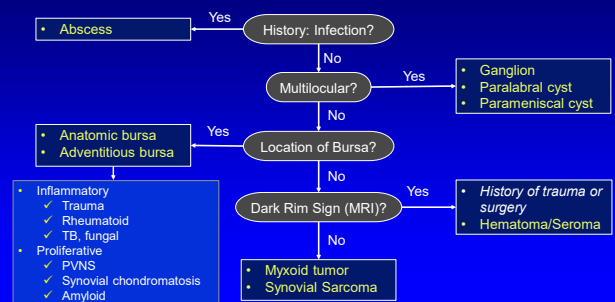 History: Infection?
Yes
• Abscess
No
Multilocular?
Yes
• Ganglion
• Paralabral cyst
• Parameniscal cyst
No
Location of Bursa?
Yes
• Anatomic bursa
• Adventitious bursa
• Inflammatory
✓ Trauma
✓ Rheumatoid
✓ TB, fungal
• Proliferative
✓ PVNS
✓ Synovial chondromatosis
✓ Amyloid
No
Dark Rim Sign (MRI)?
Yes
• History of trauma or
surgery
• Hematoma/Seroma
No
• Myxoid tumor
• Synovial Sarcoma